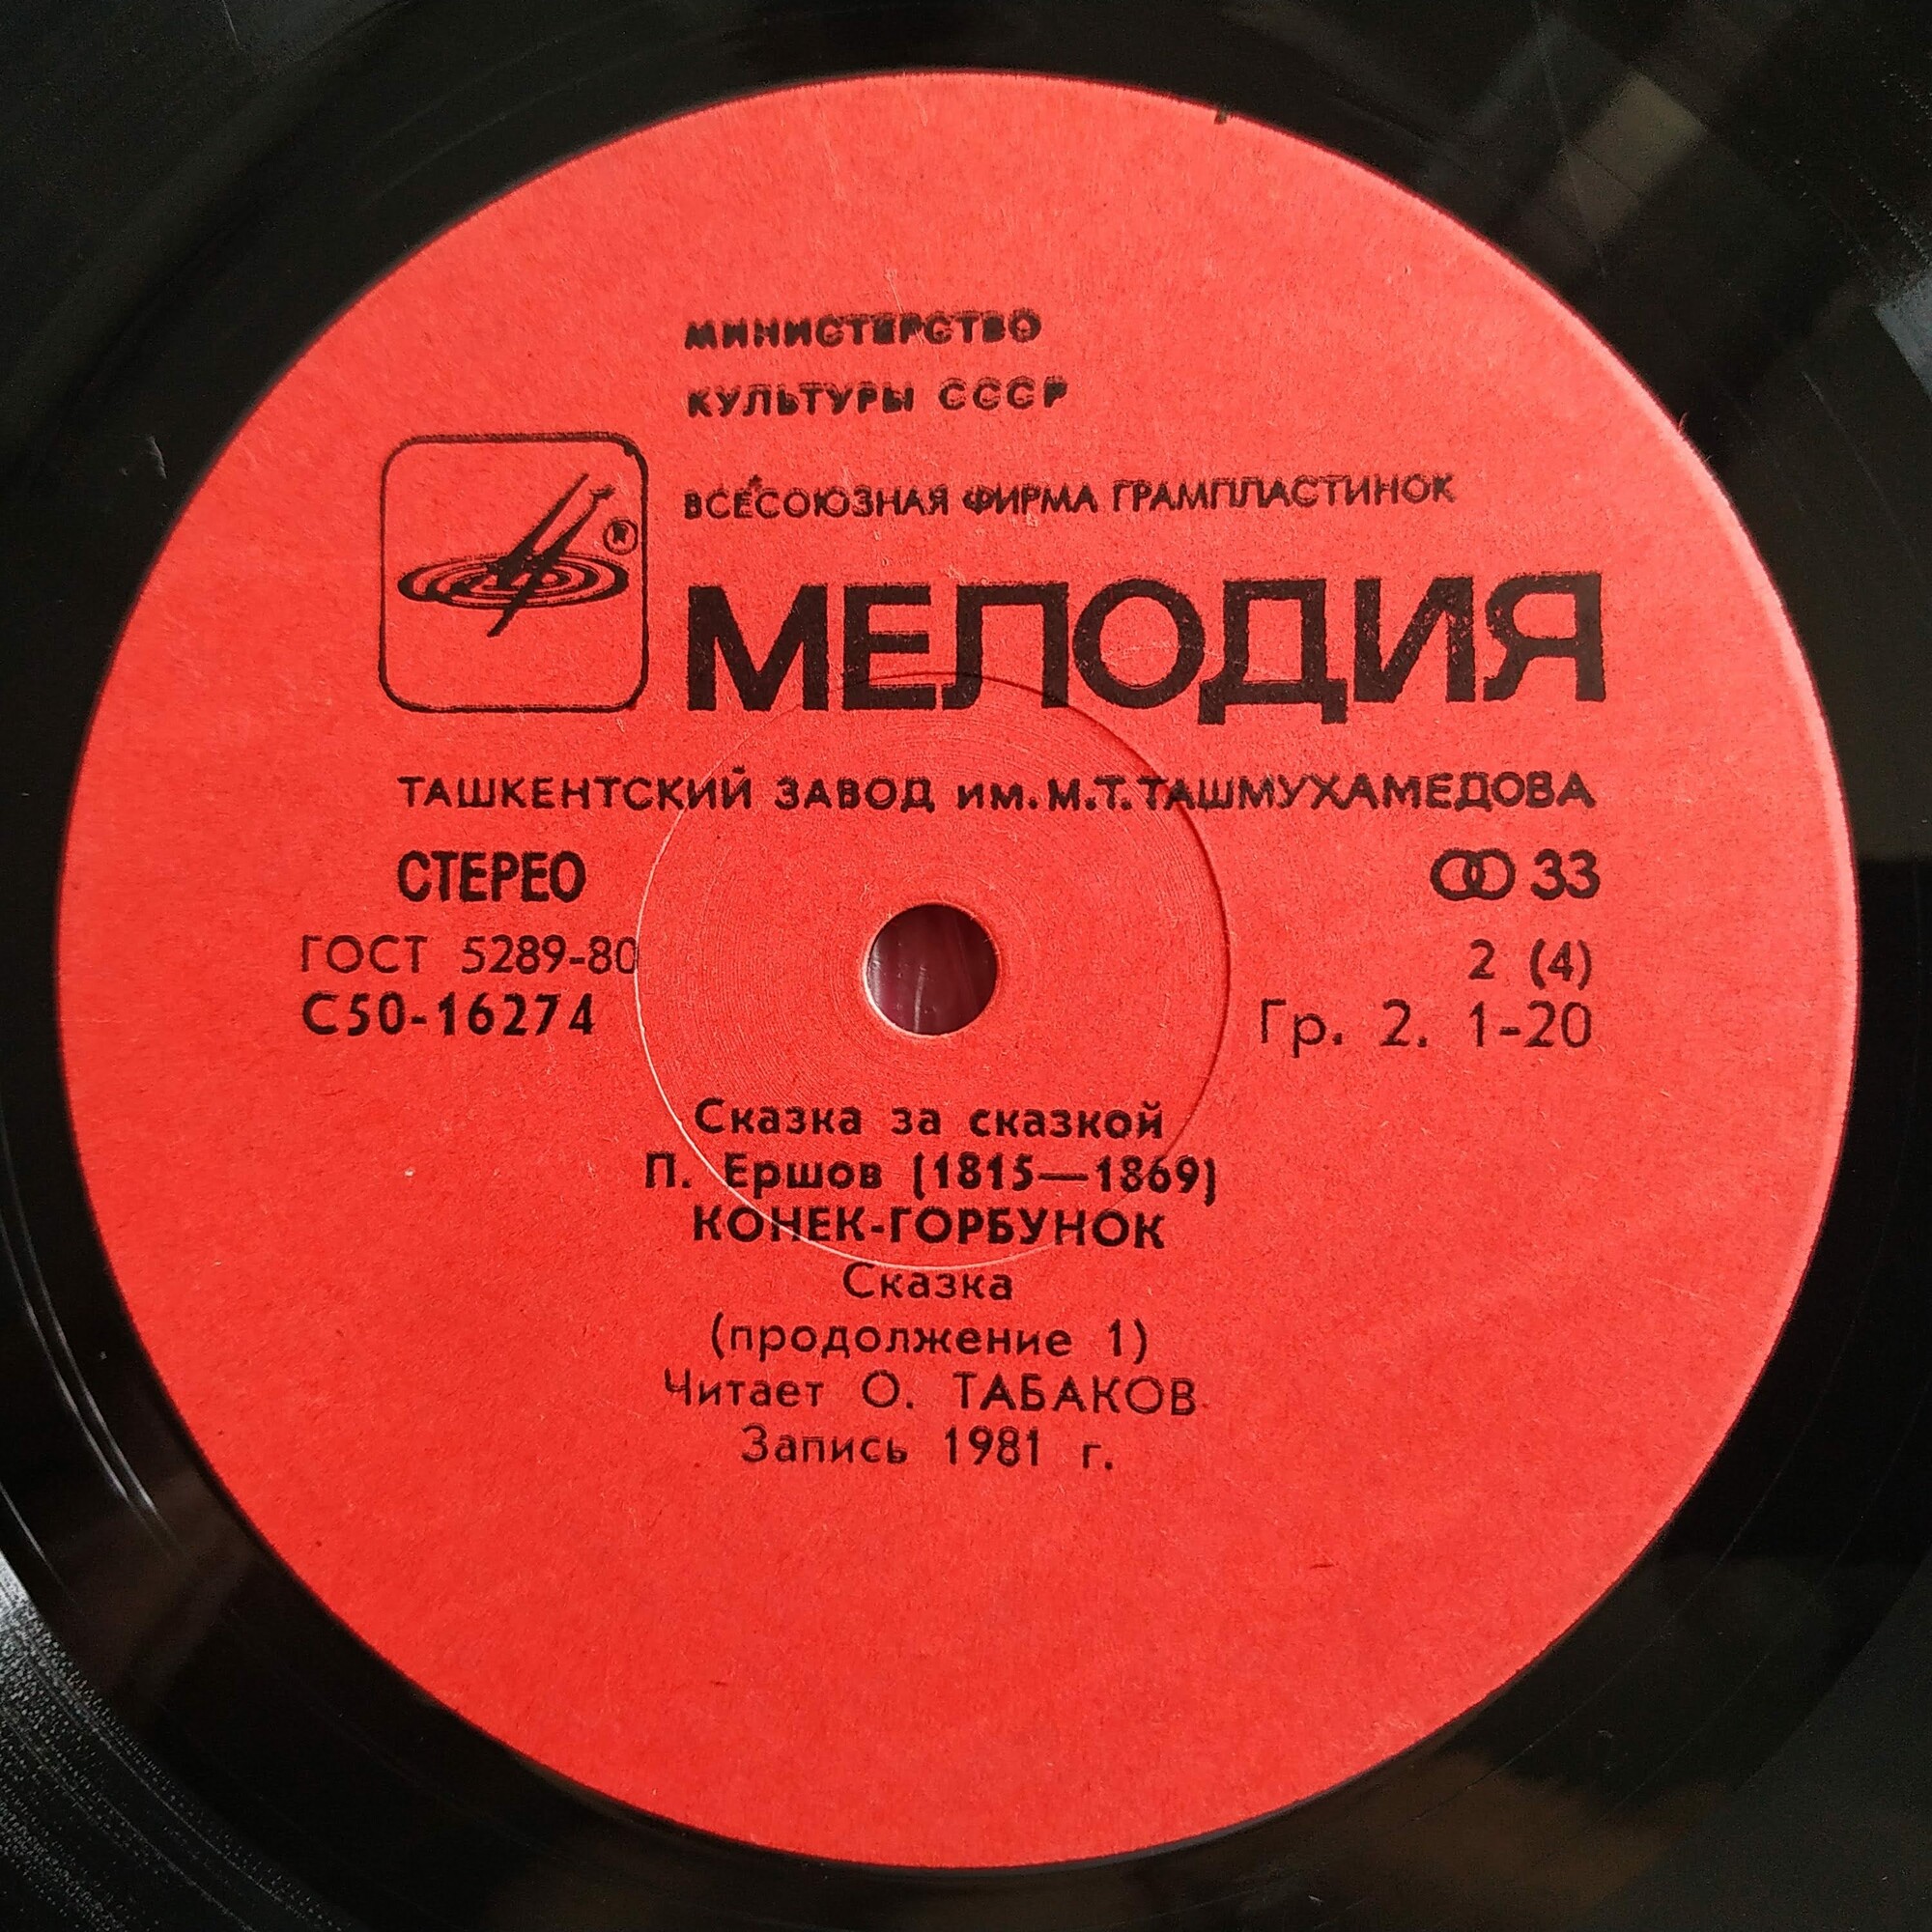 МИНИСТЕРСТВО
КУЛЬТУРЫ СССР
ВСЕСОЮЗНАЯ ФИРМА ГРАМПЛАСТИНОК
®
МЕЛОДИЯ
ТАШКЕНТСКИЙ ЗАВОД им. М.Т. ТАШМУХАМЕДОВА
СТЕРЕО 33
ГОСТ 5289-80 2 (4)
С50-16274 Гр. 2. 1-20
Сказка за сказкой
П. Ершов (1815—1869)
КОНЕК-ГОРБУНОК
Сказка
(продолжение 1)
Читает О. ТАБАКОВ
Запись 1981 г.